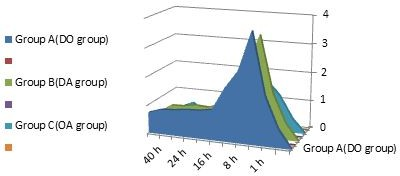 4
3
2
1
0
Group A(DO group)
Group B(DA group)
Group C(OA group)
40 h
24 h
16 h
8 h
1 h
Group A(DO group)